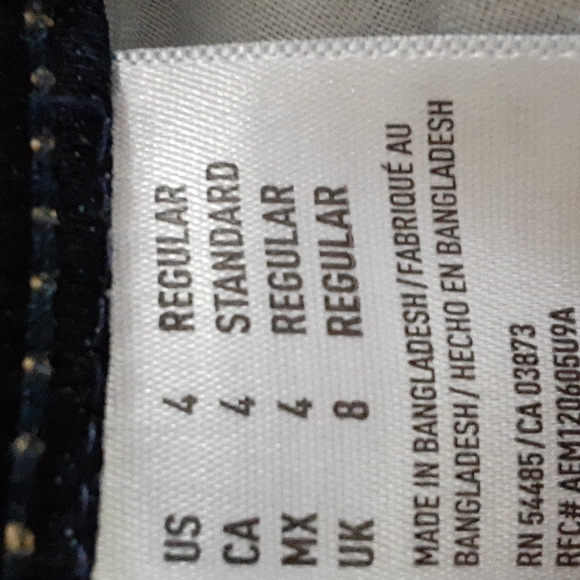 US 4 REGULAR
CA 4 STANDARD
MX 4 REGULAR
UK 8 REGULAR
MADE IN BANGLADESH/FABRIQUÉ AU
BANGLADESH/HECHO EN BANGLADESH
RN 54485/CA 03873
RFC# AEM120605U9A